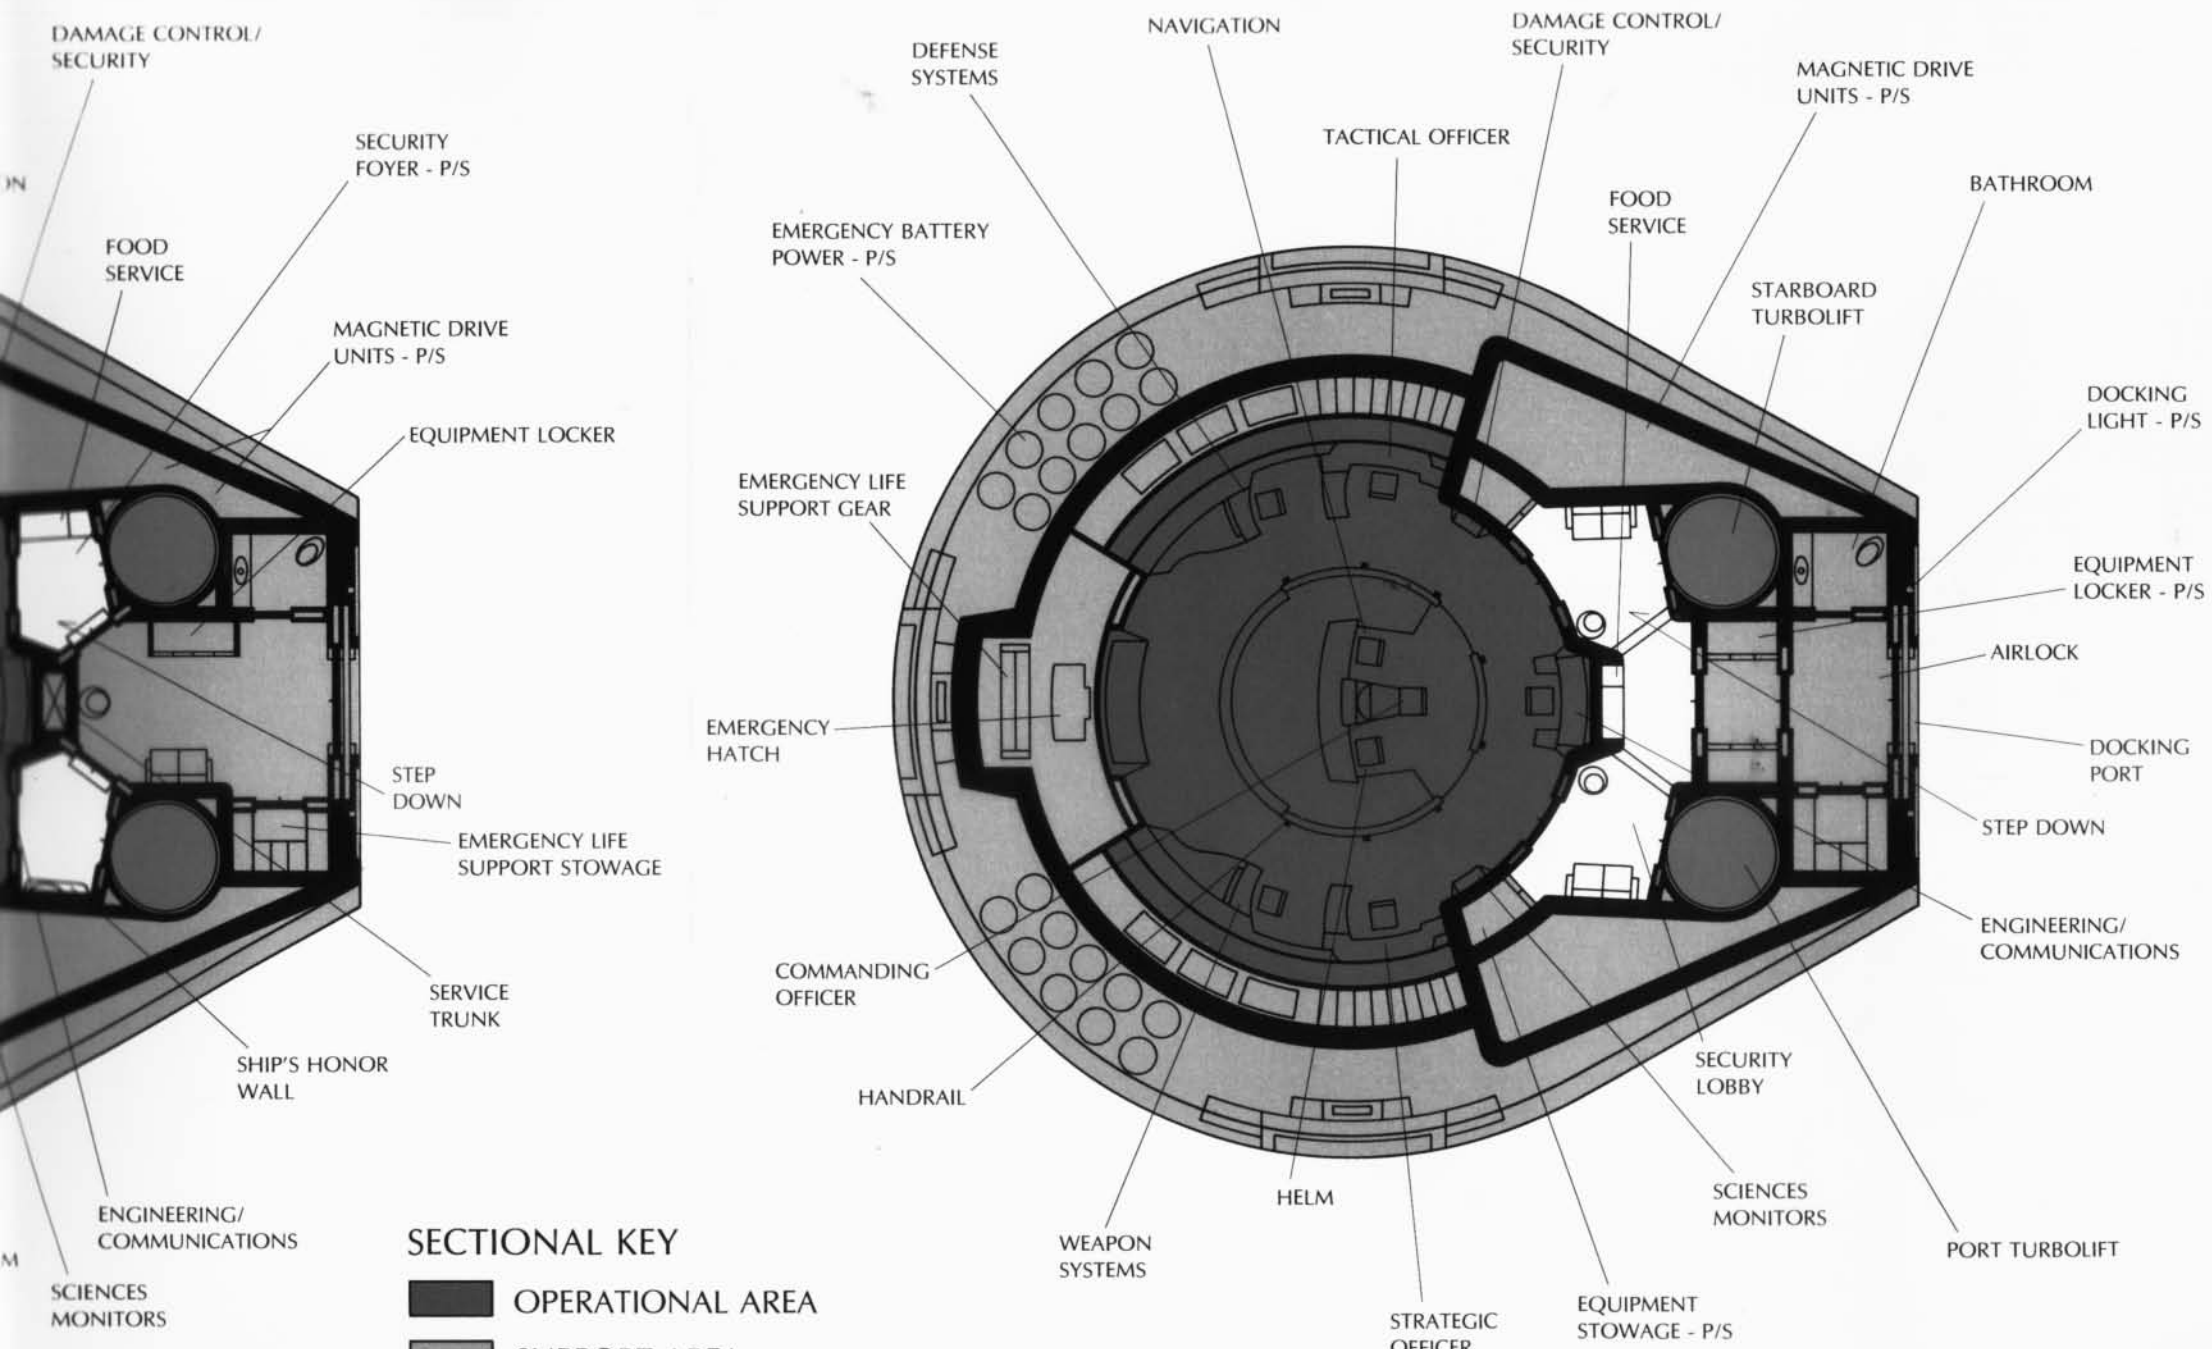 DAMAGE CONTROL/
SECURITY
SECURITY
FOYER - P/S
FOOD
SERVICE
MAGNETIC DRIVE
UNITS - P/S
EQUIPMENT LOCKER
STEP
DOWN
EMERGENCY LIFE
SUPPORT STOWAGE
SERVICE
TRUNK
SHIP'S HONOR
WALL
ENGINEERING/
COMMUNICATIONS
SCIENCES
MONITORS
SECTIONAL KEY
OPERATIONAL AREA
NAVIGATION
DEFENSE
SYSTEMS
DAMAGE CONTROL/
SECURITY
MAGNETIC DRIVE
UNITS - P/S
TACTICAL OFFICER
BATHROOM
FOOD
SERVICE
EMERGENCY BATTERY
POWER - P/S
STARBOARD
TURBOLIFT
DOCKING
LIGHT - P/S
EMERGENCY LIFE
SUPPORT GEAR
EQUIPMENT
LOCKER - P/S
AIRLOCK
EMERGENCY
HATCH
DOCKING
PORT
STEP DOWN
ENGINEERING/
COMMUNICATIONS
COMMANDING
OFFICER
SECURITY
LOBBY
HANDRAIL
HELM
SCIENCES
MONITORS
WEAPON
SYSTEMS
PORT TURBOLIFT
EQUIPMENT
STOWAGE - P/S
STRATEGIC
OFFICER